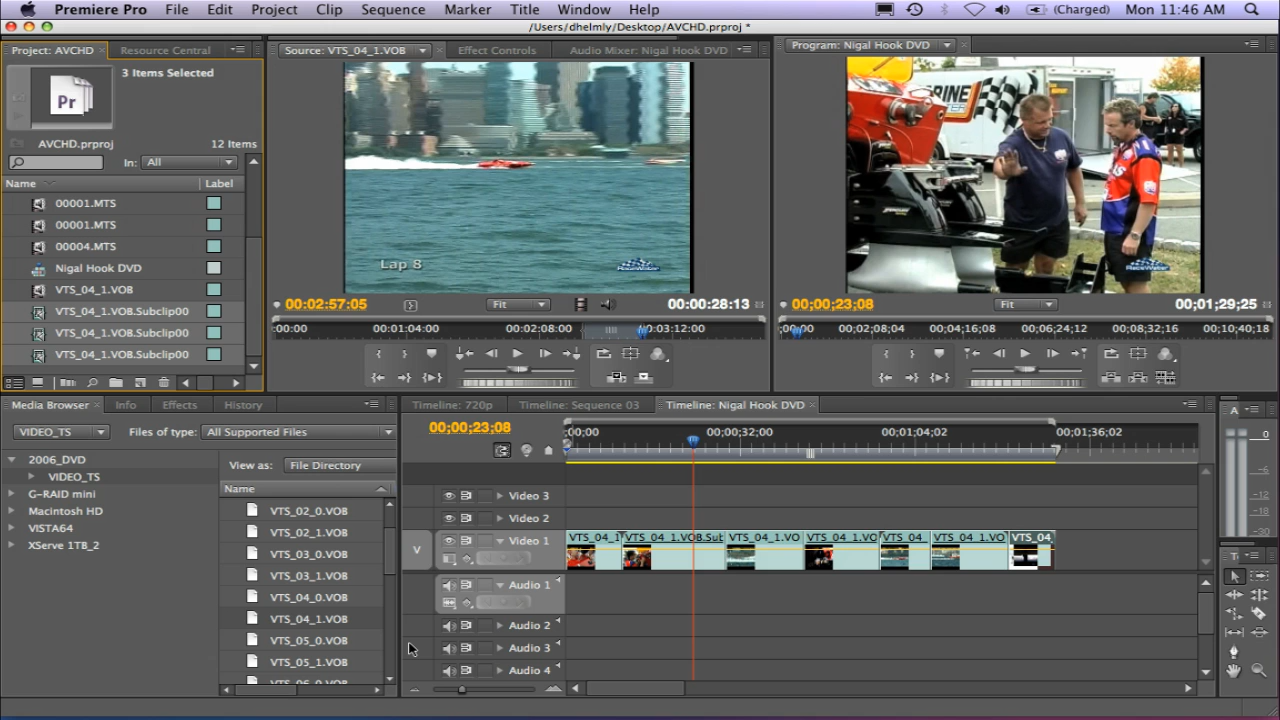 Premiere Pro File Edit Project Clip Sequence Marker Title Window Help (Charged) Mon 11:46 AM
/Users/dhelmly/Desktop/AVCHD.prproj *
Project: AVCHD Resource Central
3 Items Selected
Pr
AVCHD.prproj 12 Items
In: All
Name Label
00001.MTS
00001.MTS
00004.MTS
Nigal Hook DVD
VTS_04_1.VOB
VTS_04_1.VOB.Subclip00
VTS_04_1.VOB.Subclip00
VTS_04_1.VOB.Subclip00
Source: VTS_04_1.VOB Effect Controls Audio Mixer: Nigal Hook DVD
Lap 8
00:02:57:05 Fit 00:00:28:13
:00:00 00:01:04:00 00:02:08:00 00:03:12:00
Program: Nigal Hook DVD
00;00;23;08 Fit 00;01;29;25
;00;00 00;02;08;04 00;04;16;08 00;06;24;12 00;08;32;16 00;10;40;18
Media Browser Info Effects History
VIDEO_TS Files of type: All Supported Files
2006_DVD
VIDEO_TS
G-RAID mini
Macintosh HD
VISTA64
XServe 1TB_2
View as: File Directory
Name
VTS_02_0.VOB
VTS_02_1.VOB
VTS_03_0.VOB
VTS_03_1.VOB
VTS_04_0.VOB
VTS_04_1.VOB
VTS_05_0.VOB
VTS_05_1.VOB
Timeline: 720p Timeline: Sequence 03 Timeline: Nigal Hook DVD
00;00;23;08
;00;00 00;00;32;00 00;01;04;02 00;01;36;02
Video 3
Video 2
V Video 1
VTS_04_1 VTS_04_1.VOB.Sub VTS_04_1.VO VTS_04_1.VO VTS_04 VTS_04_1.VO VTS_04
Audio 1
Audio 2
Audio 3
Audio 4
A
0
-6
-12
-18
-30
T